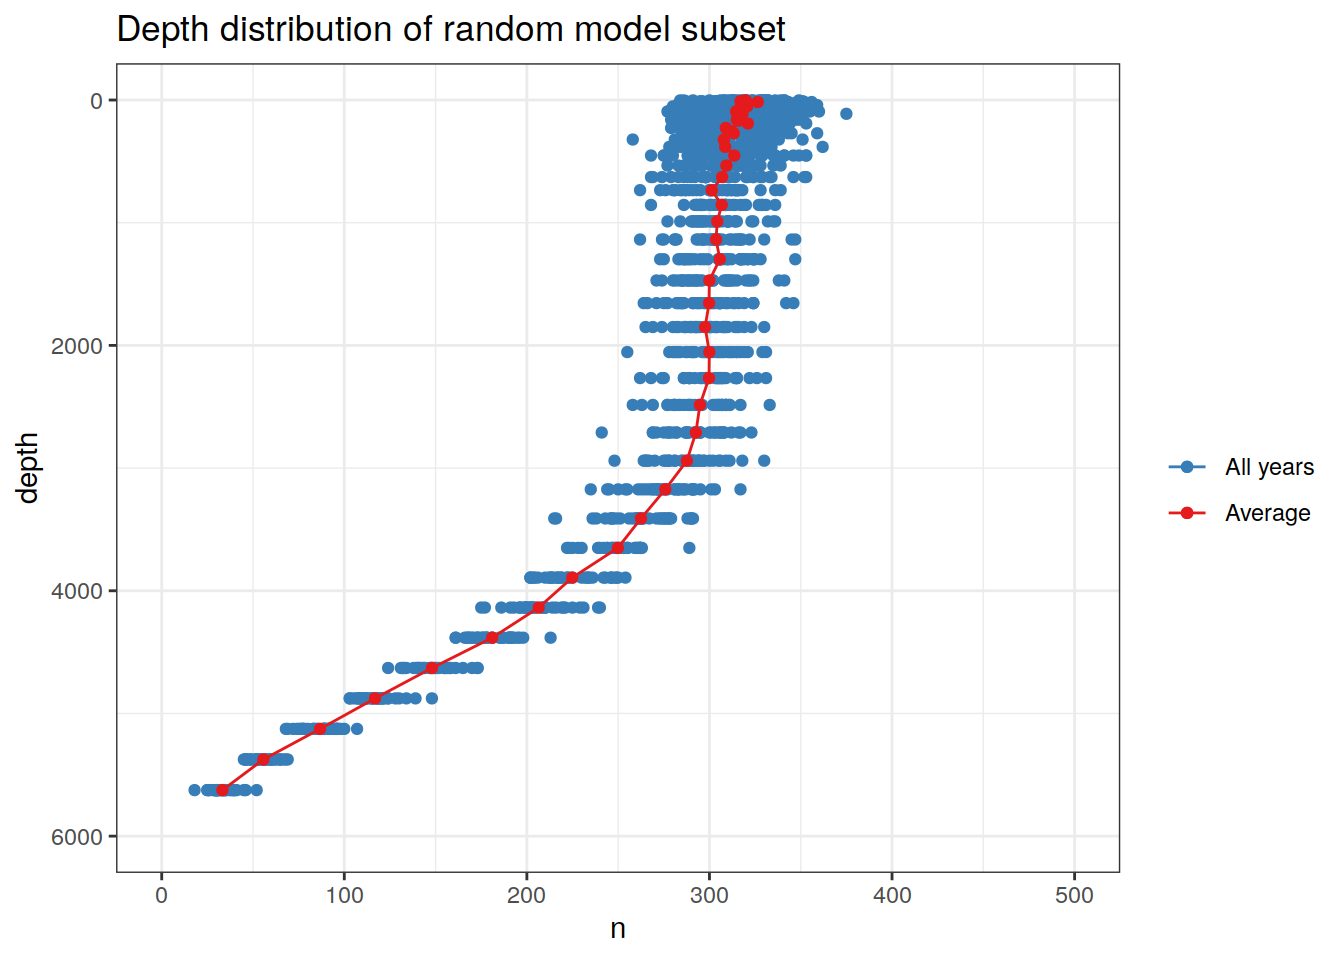 Depth distribution of random model subset
0
2000
4000
6000
depth
0 100 200 300 400 500
n
All years
Average